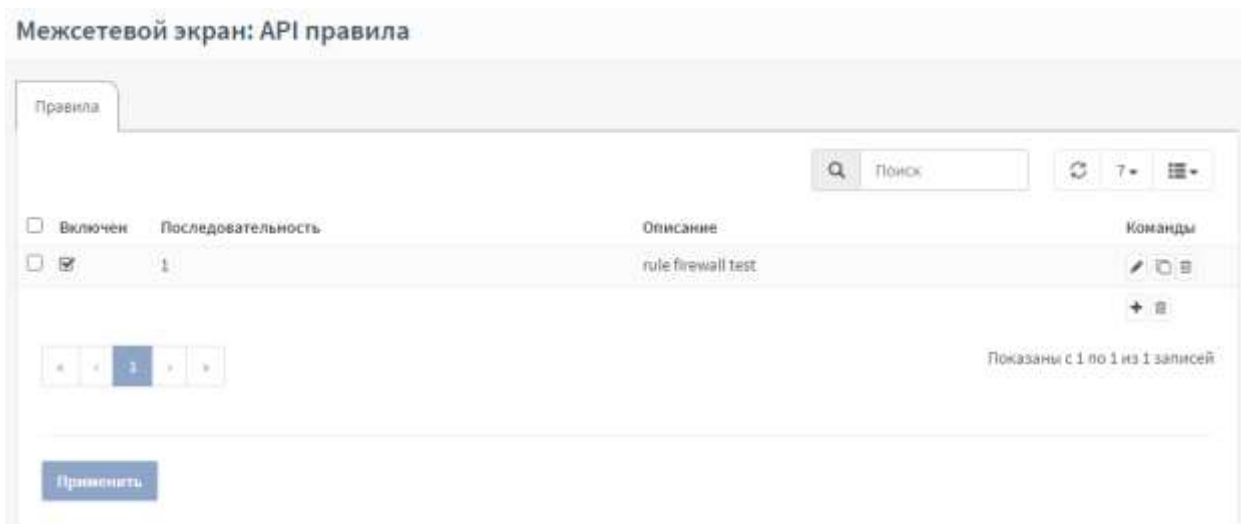 Межсетевой экран: API правила
Правила
Поиск 7
Включен Последовательность Описание Команды
1 rule firewall test
« ‹ 1 › »
Показаны с 1 по 1 из 1 записей
Применить